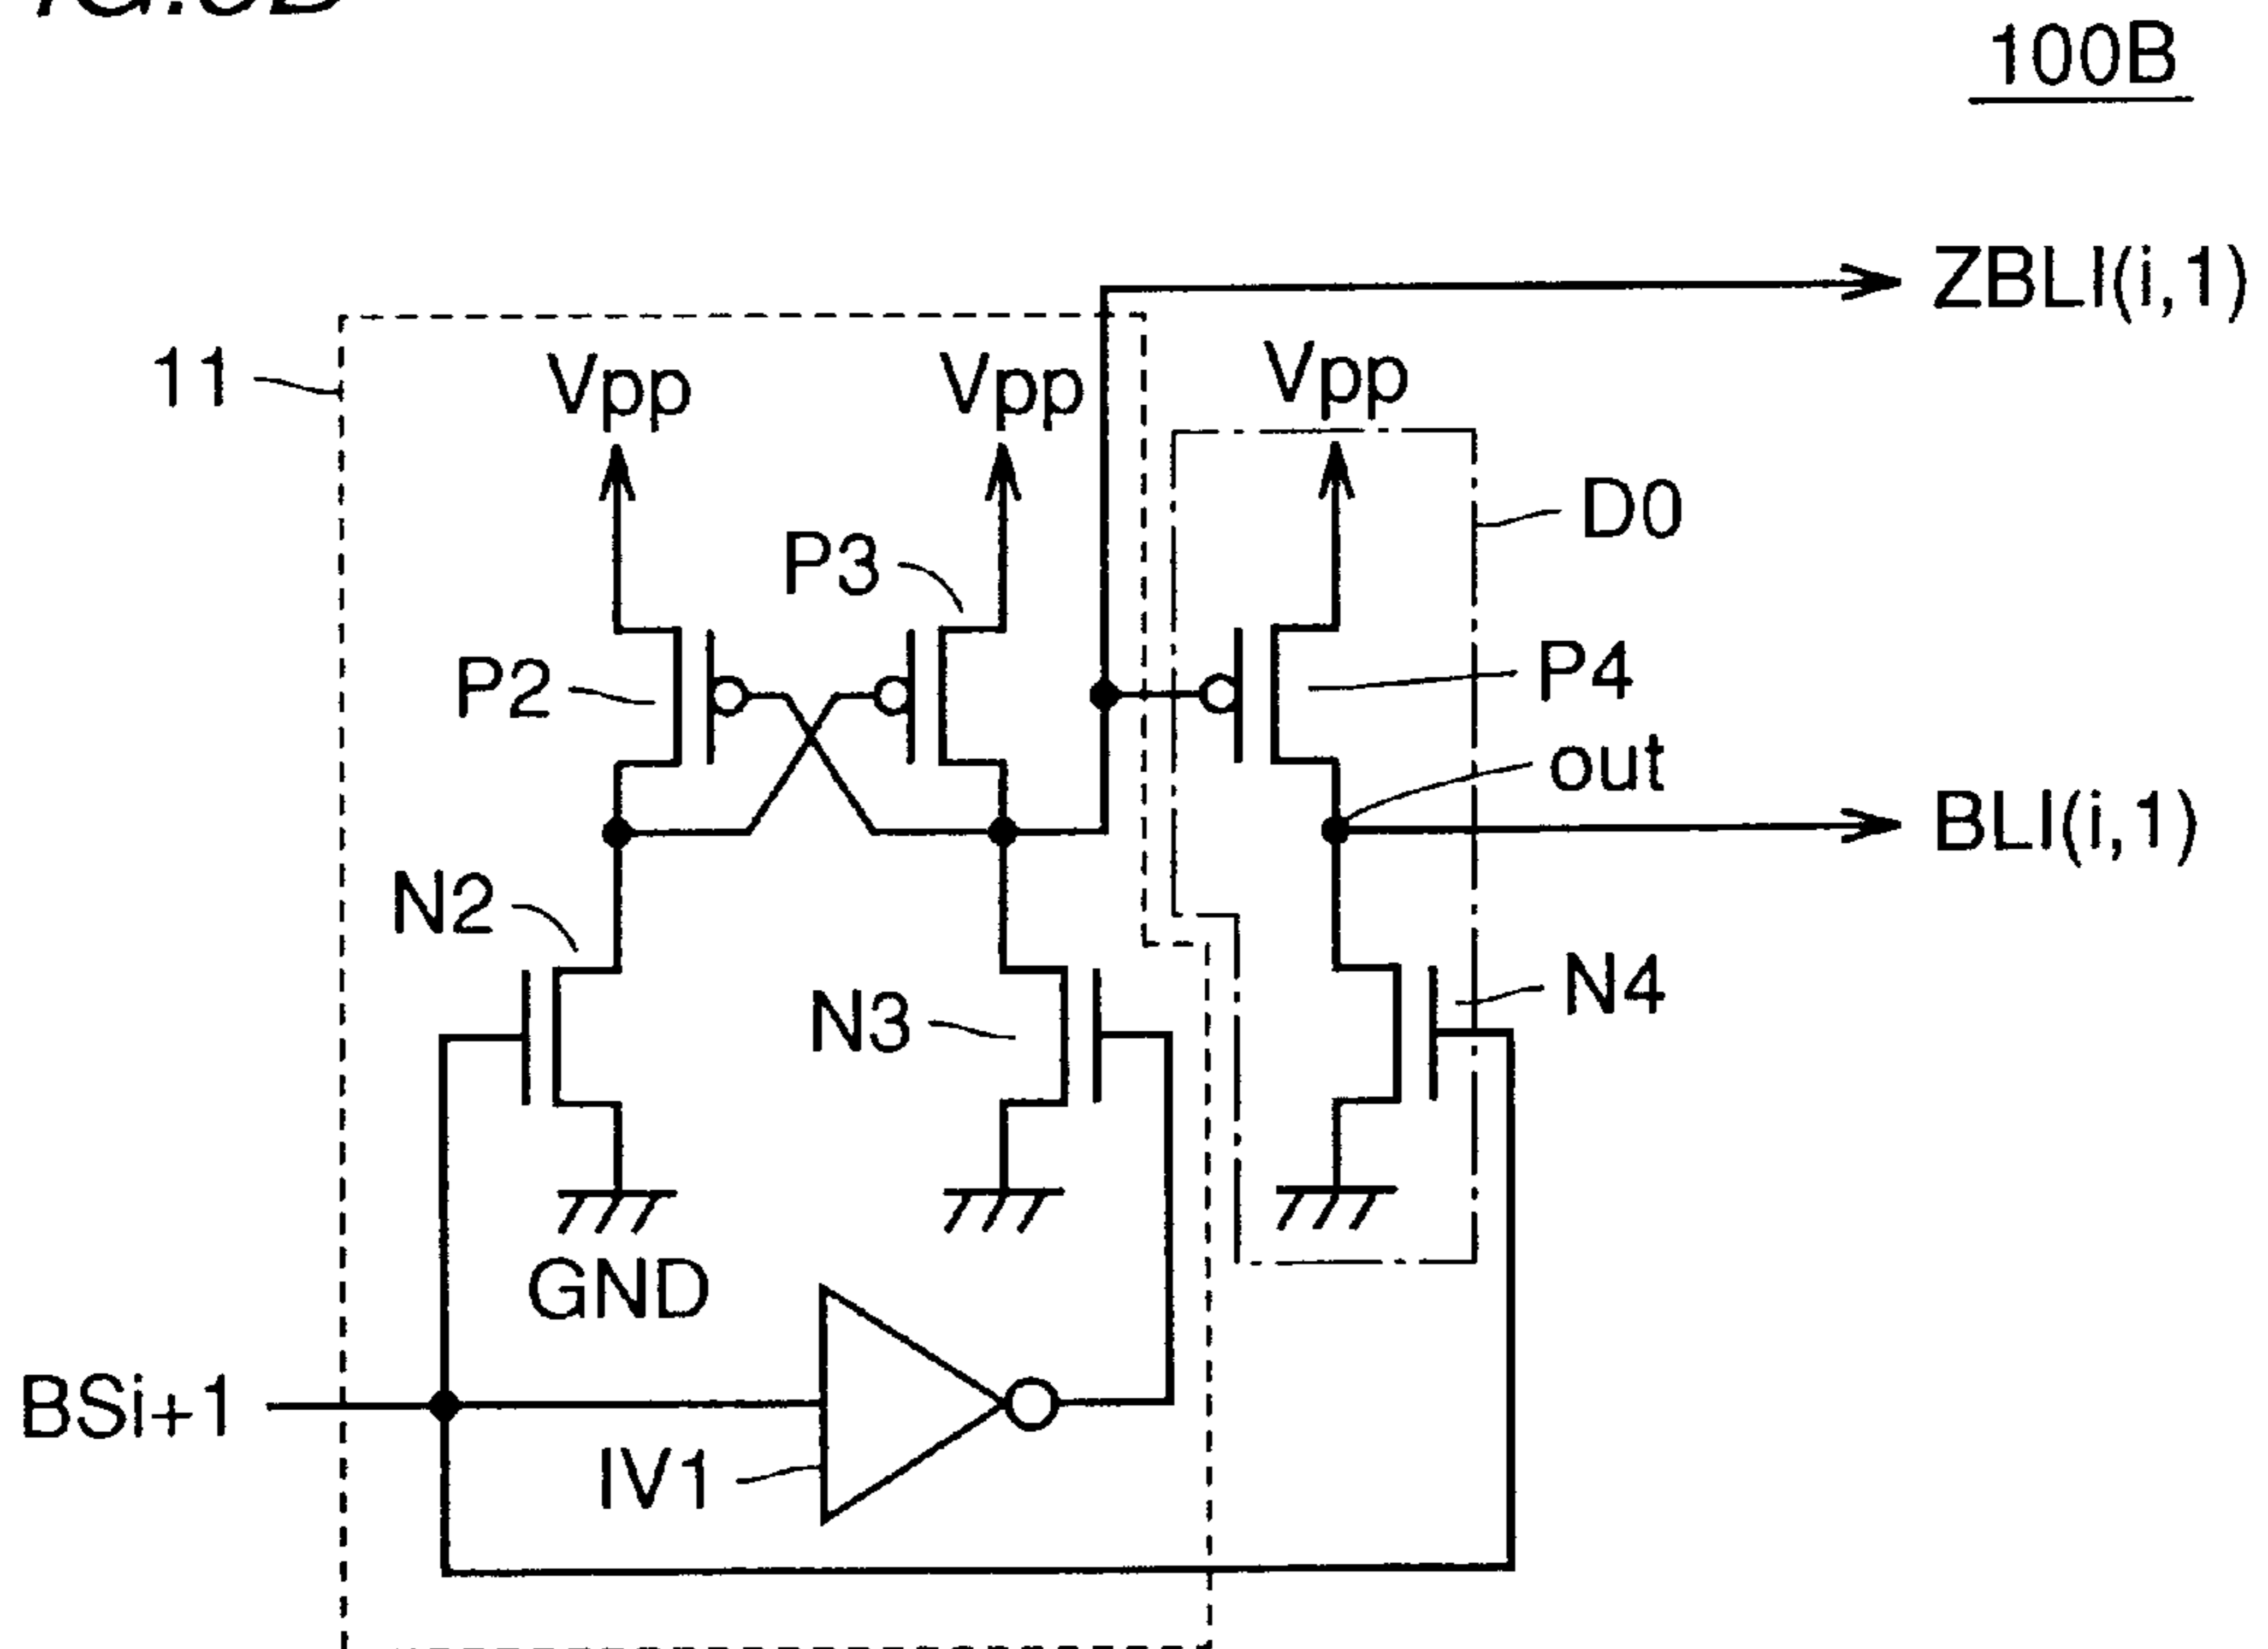 100B
ZBLI(i,1)
11
Vpp
Vpp
Vpp
D0
P3
P2
P4
out
BLI(i,1)
N2
N3
N4
GND
BSi+1
IV1